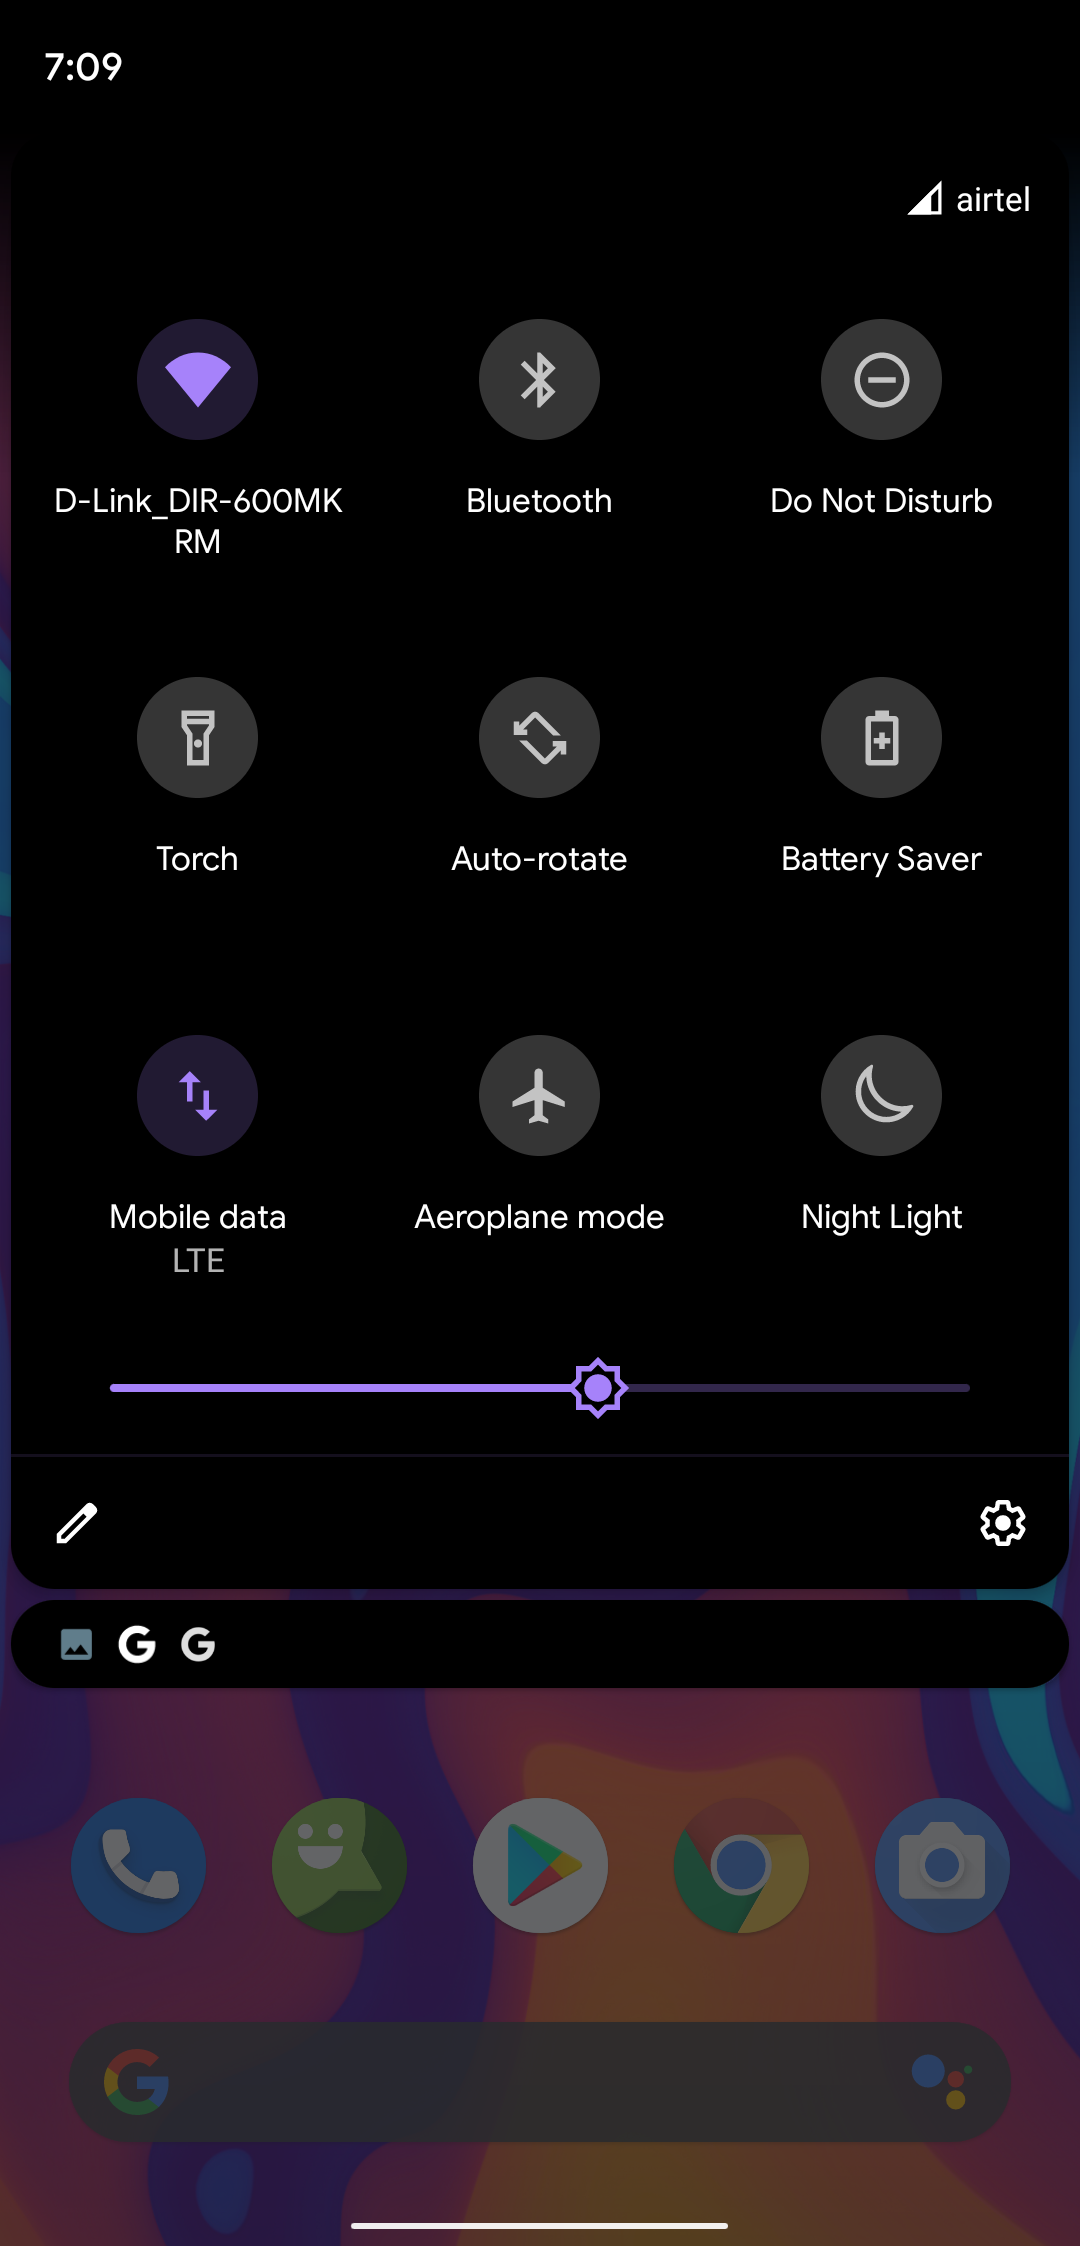 7:09
airtel
D-Link_DIR-600MK
RM
Bluetooth
Do Not Disturb
Torch
Auto-rotate
Battery Saver
Mobile data
LTE
Aeroplane mode
Night Light